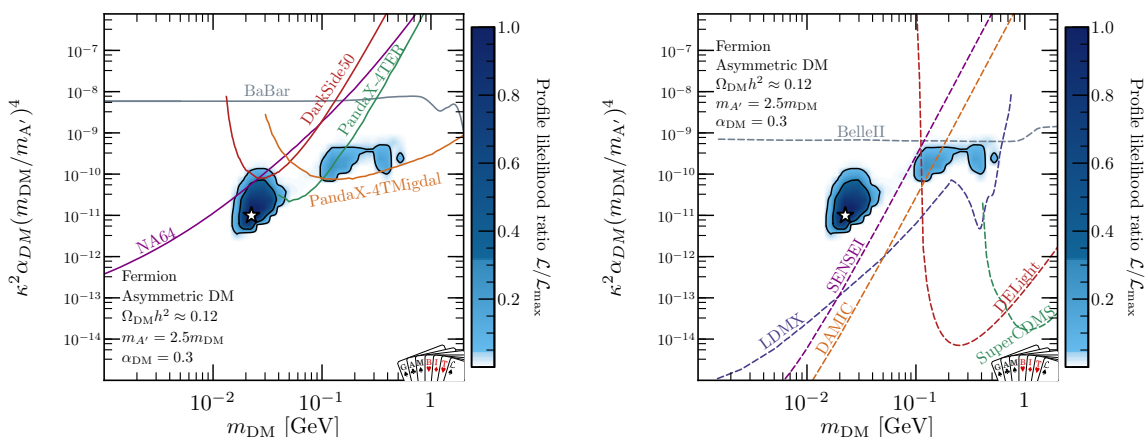 10⁻⁷
10⁻⁸
10⁻⁹
10⁻¹⁰
10⁻¹¹
10⁻¹²
10⁻¹³
10⁻¹⁴
κ²α_DM(m_DM/m_A′)⁴
BaBar
DarkSide50
PandaX-4TER
PandaX-4TMigdal
NA64
Fermion
Asymmetric DM
Ω_DM h² ≈ 0.12
m_A′ = 2.5m_DM
α_DM = 0.3
GAMBIT
10⁻²
10⁻¹
1
m_DM [GeV]
1.0
0.8
0.6
0.4
0.2
Profile likelihood ratio ℒ/ℒ_max
10⁻⁷
10⁻⁸
10⁻⁹
10⁻¹⁰
10⁻¹¹
10⁻¹²
10⁻¹³
10⁻¹⁴
κ²α_DM(m_DM/m_A′)⁴
Fermion
Asymmetric DM
Ω_DM h² ≈ 0.12
m_A′ = 2.5m_DM
α_DM = 0.3
BelleII
SENSEI
LDMX
DAMIC
DELight
SuperCDMS
GAMBIT
10⁻²
10⁻¹
1
m_DM [GeV]
1.0
0.8
0.6
0.4
0.2
Profile likelihood ratio ℒ/ℒ_max